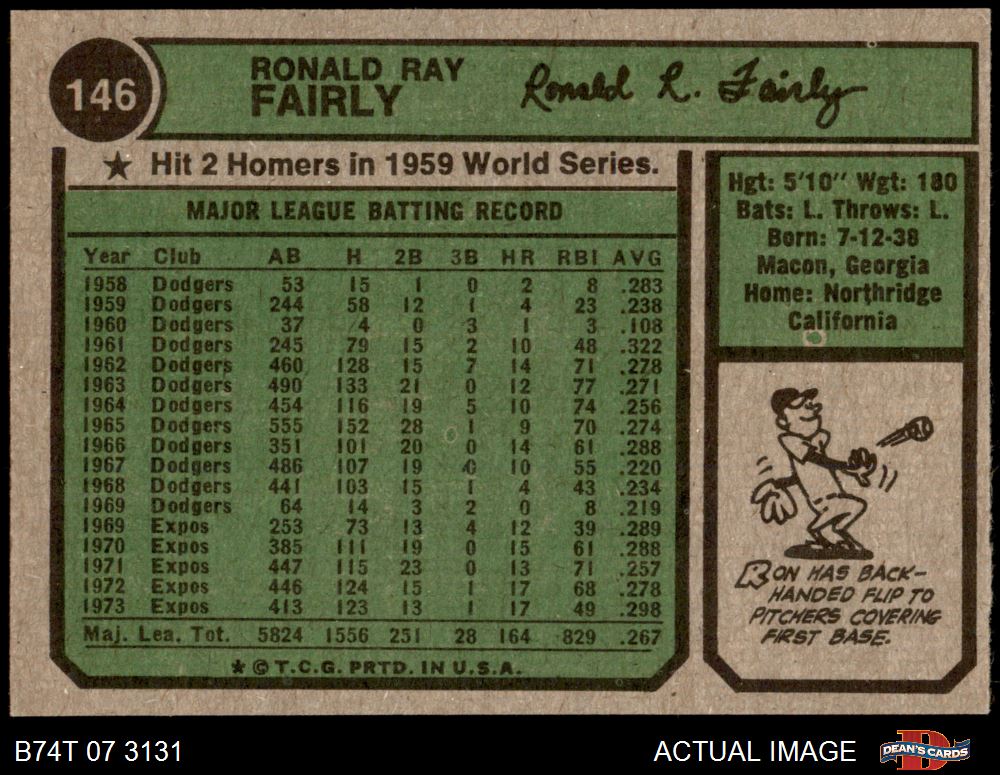 146
RONALD RAY
FAIRLY
Ronald R. Fairly
★ Hit 2 Homers in 1959 World Series.
MAJOR LEAGUE BATTING RECORD
Year Club AB H 2B 3B HR RBI AVG
1958 Dodgers 53 15 1 0 2 8 .283
1959 Dodgers 244 58 12 1 4 23 .238
1960 Dodgers 37 4 0 3 1 3 .108
1961 Dodgers 245 79 15 2 10 48 .322
1962 Dodgers 460 128 15 7 14 71 .278
1963 Dodgers 490 133 21 0 12 77 .271
1964 Dodgers 454 116 19 5 10 74 .256
1965 Dodgers 555 152 28 1 9 70 .274
1966 Dodgers 351 101 20 0 14 61 .288
1967 Dodgers 486 107 19 0 10 55 .220
1968 Dodgers 441 103 15 1 4 43 .234
1969 Dodgers 64 14 3 2 0 8 .219
1969 Expos 253 73 13 4 12 39 .289
1970 Expos 385 111 19 0 15 61 .288
1971 Expos 447 115 23 0 13 71 .257
1972 Expos 446 124 15 1 17 68 .278
1973 Expos 413 123 13 1 17 49 .298
Maj. Lea. Tot. 5824 1556 251 28 164 829 .267
★ © T.C.G. PRTD. IN U.S.A.
Hgt: 5'10" Wgt: 180
Bats: L. Throws: L.
Born: 7-12-38
Macon, Georgia
Home: Northridge
California
RON HAS BACK-
HANDED FLIP TO
PITCHERS COVERING
FIRST BASE.
B74T 07 3131
ACTUAL IMAGE
DEAN'S CARDS